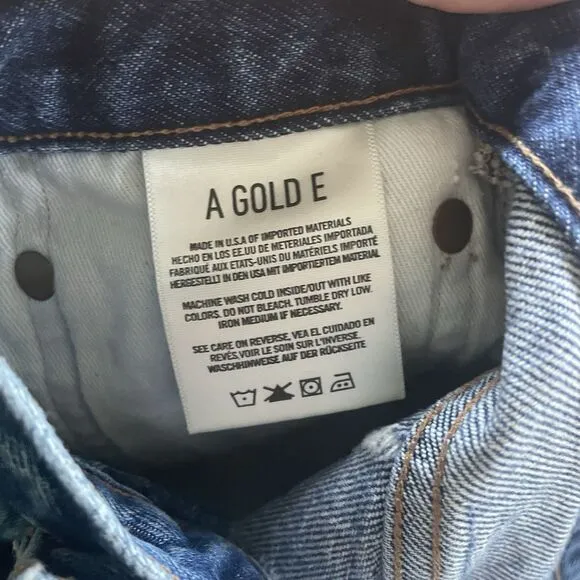 A GOLD E
MADE IN U.S.A OF IMPORTED MATERIALS
HECHO EN LOS EE.UU DE METERIALES IMPORTADA
FABRIQUÉ AUX ETATS-UNIS DU MATÉRIEL IMPORTÉ
HERGESTELLT IN DEN USA MIT IMPORTIERTEM MATERIAL
MACHINE WASH COLD INSIDE/OUT WITH LIKE
COLORS. DO NOT BLEACH. TUMBLE DRY LOW.
IRON MEDIUM IF NECESSARY.
SEE CARE ON REVERSE, VEA EL CUIDADO EN
REVÉS, VOIR LE SOIN SUR L'INVERSE.
WASCHHINWEISE AUF DER RÜCKSEITE